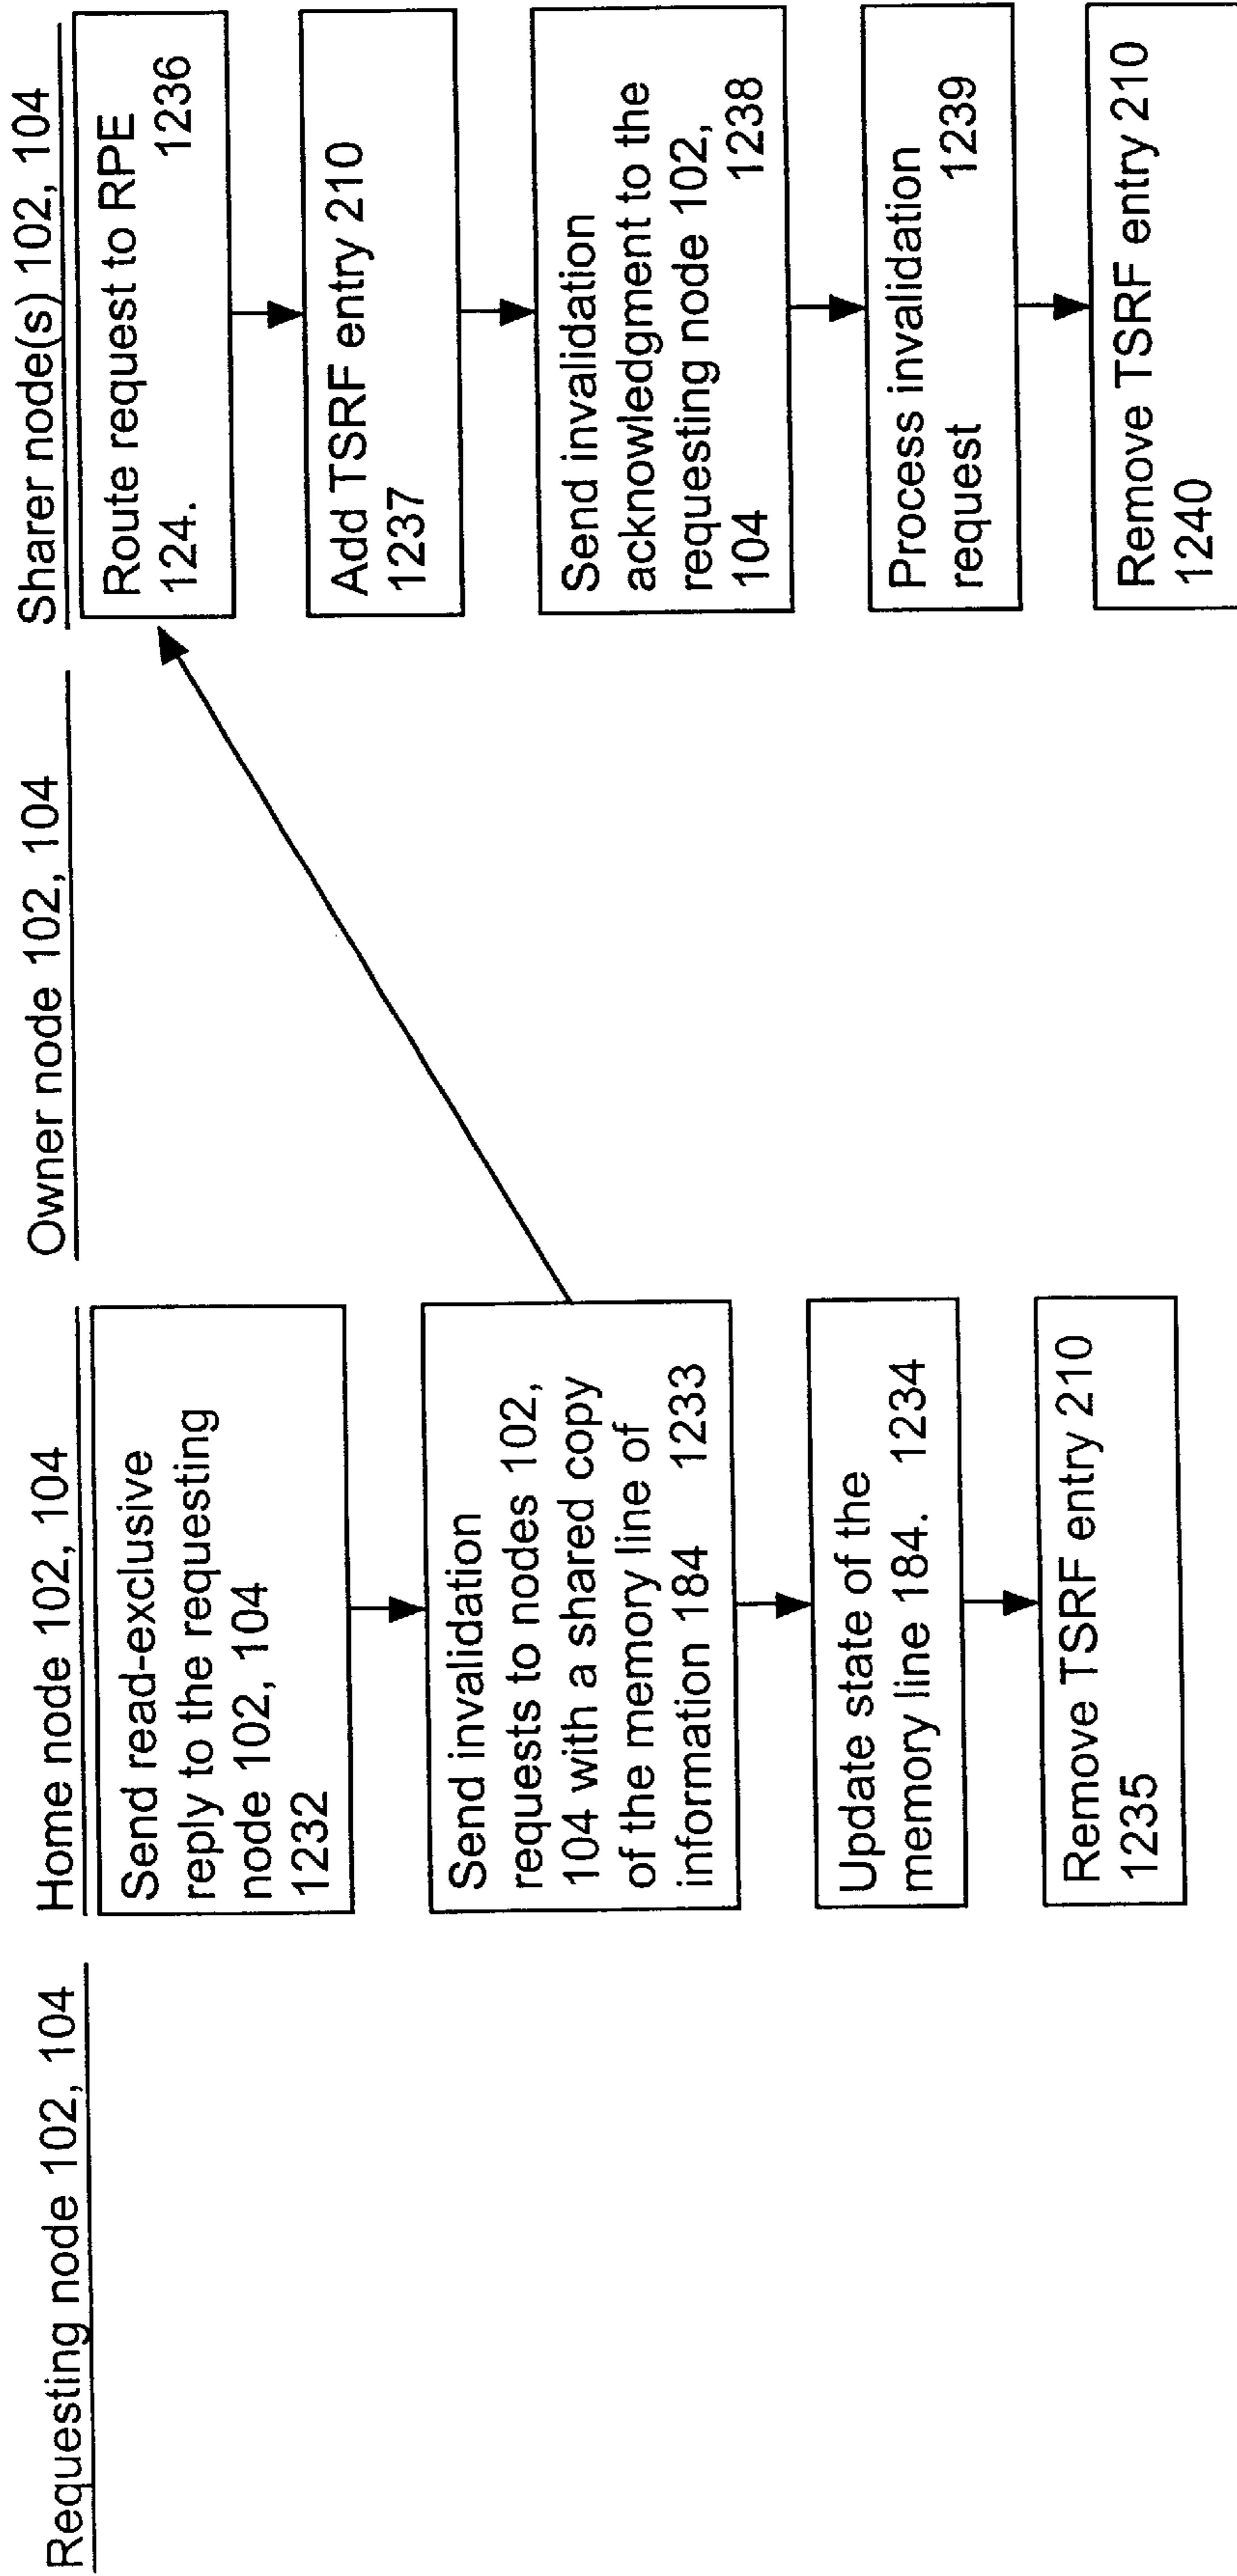 Requesting node 102, 104
Home node 102, 104
Send read-exclusive
reply to the requesting
node 102, 104
1232
Send invalidation
requests to nodes 102,
104 with a shared copy
of the memory line of
information 184 1233
Update state of the
memory line 184. 1234
Remove TSRF entry 210
1235
Owner node 102, 104
Sharer node(s) 102, 104
Route request to RPE
124. 1236
Add TSRF entry 210
1237
Send invalidation
acknowledgment to the
requesting node 102,
104 1238
Process invalidation
request 1239
Remove TSRF entry 210
1240